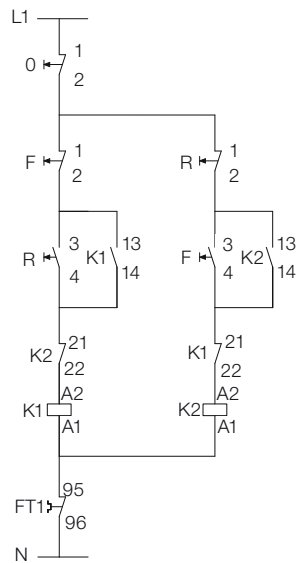 L1
0 1
2
F 1
2
R 1
2
R 3
4
K1 13
14
F 3
4
K2 13
14
K2 21
22
K1 21
22
K1 A2
A1
K2 A2
A1
FT1 95
96
N